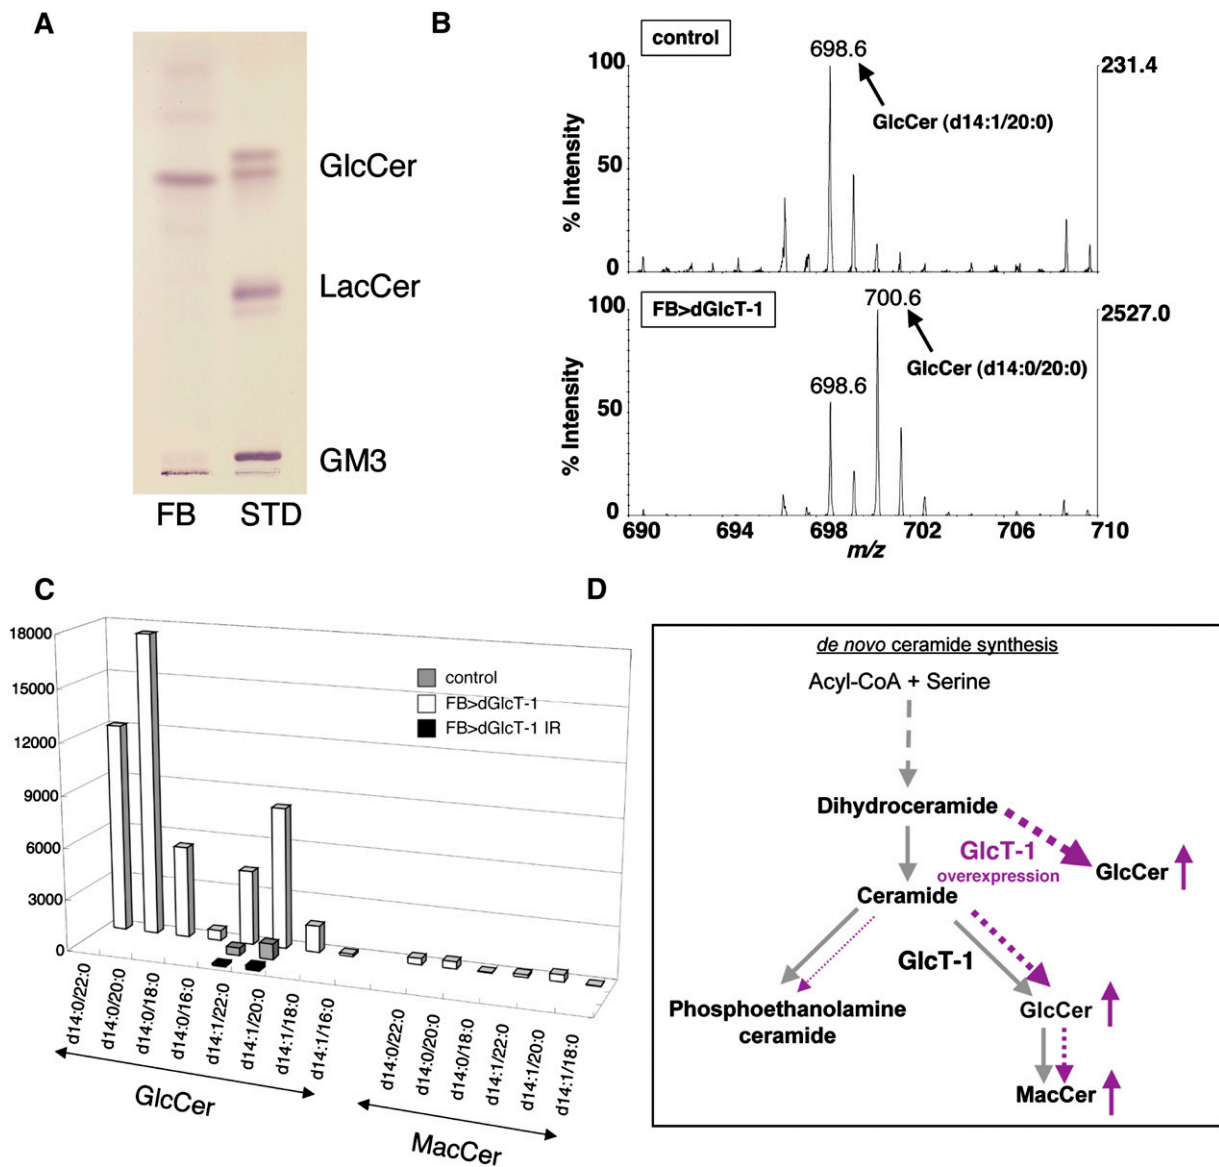 A
GlcCer
LacCer
GM3
FB STD
B
control
698.6
100
231.4
GlcCer (d14:1/20:0)
50
% Intensity
0
FB>dGlcT-1
700.6
100
2527.0
GlcCer (d14:0/20:0)
698.6
50
% Intensity
0
690 694 698 702 706 710
m/z
C
18000
15000
12000
9000
6000
3000
0
control
FB>dGlcT-1
FB>dGlcT-1 IR
d14:0/22:0
d14:0/20:0
d14:0/18:0
d14:0/16:0
d14:1/22:0
d14:1/20:0
d14:1/18:0
d14:1/16:0
d14:0/22:0
d14:0/20:0
d14:0/18:0
d14:1/22:0
d14:1/20:0
d14:1/18:0
GlcCer
MacCer
D
de novo ceramide synthesis
Acyl-CoA + Serine
Dihydroceramide
GlcT-1
overexpression
GlcCer
Ceramide
GlcT-1
Phosphoethanolamine
ceramide
GlcCer
MacCer